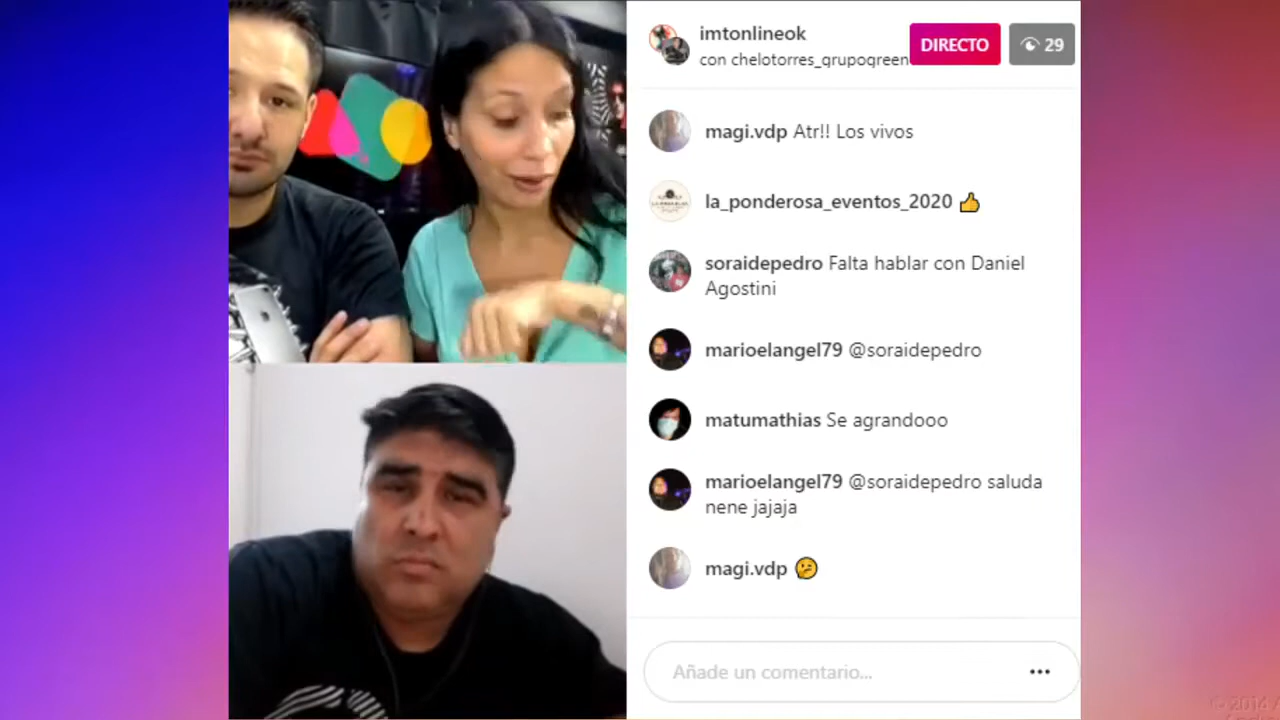 imtonlineok
con chelotorres_grupogreen
DIRECTO
29
magi.vdp Atr!! Los vivos
la_ponderosa_eventos_2020 👍
soraidepedro Falta hablar con Daniel
Agostini
marioelangel79 @soraidepedro
matumathias Se agrandooo
marioelangel79 @soraidepedro saluda
nene jajaja
magi.vdp 🤔
Añade un comentario...
© 2014